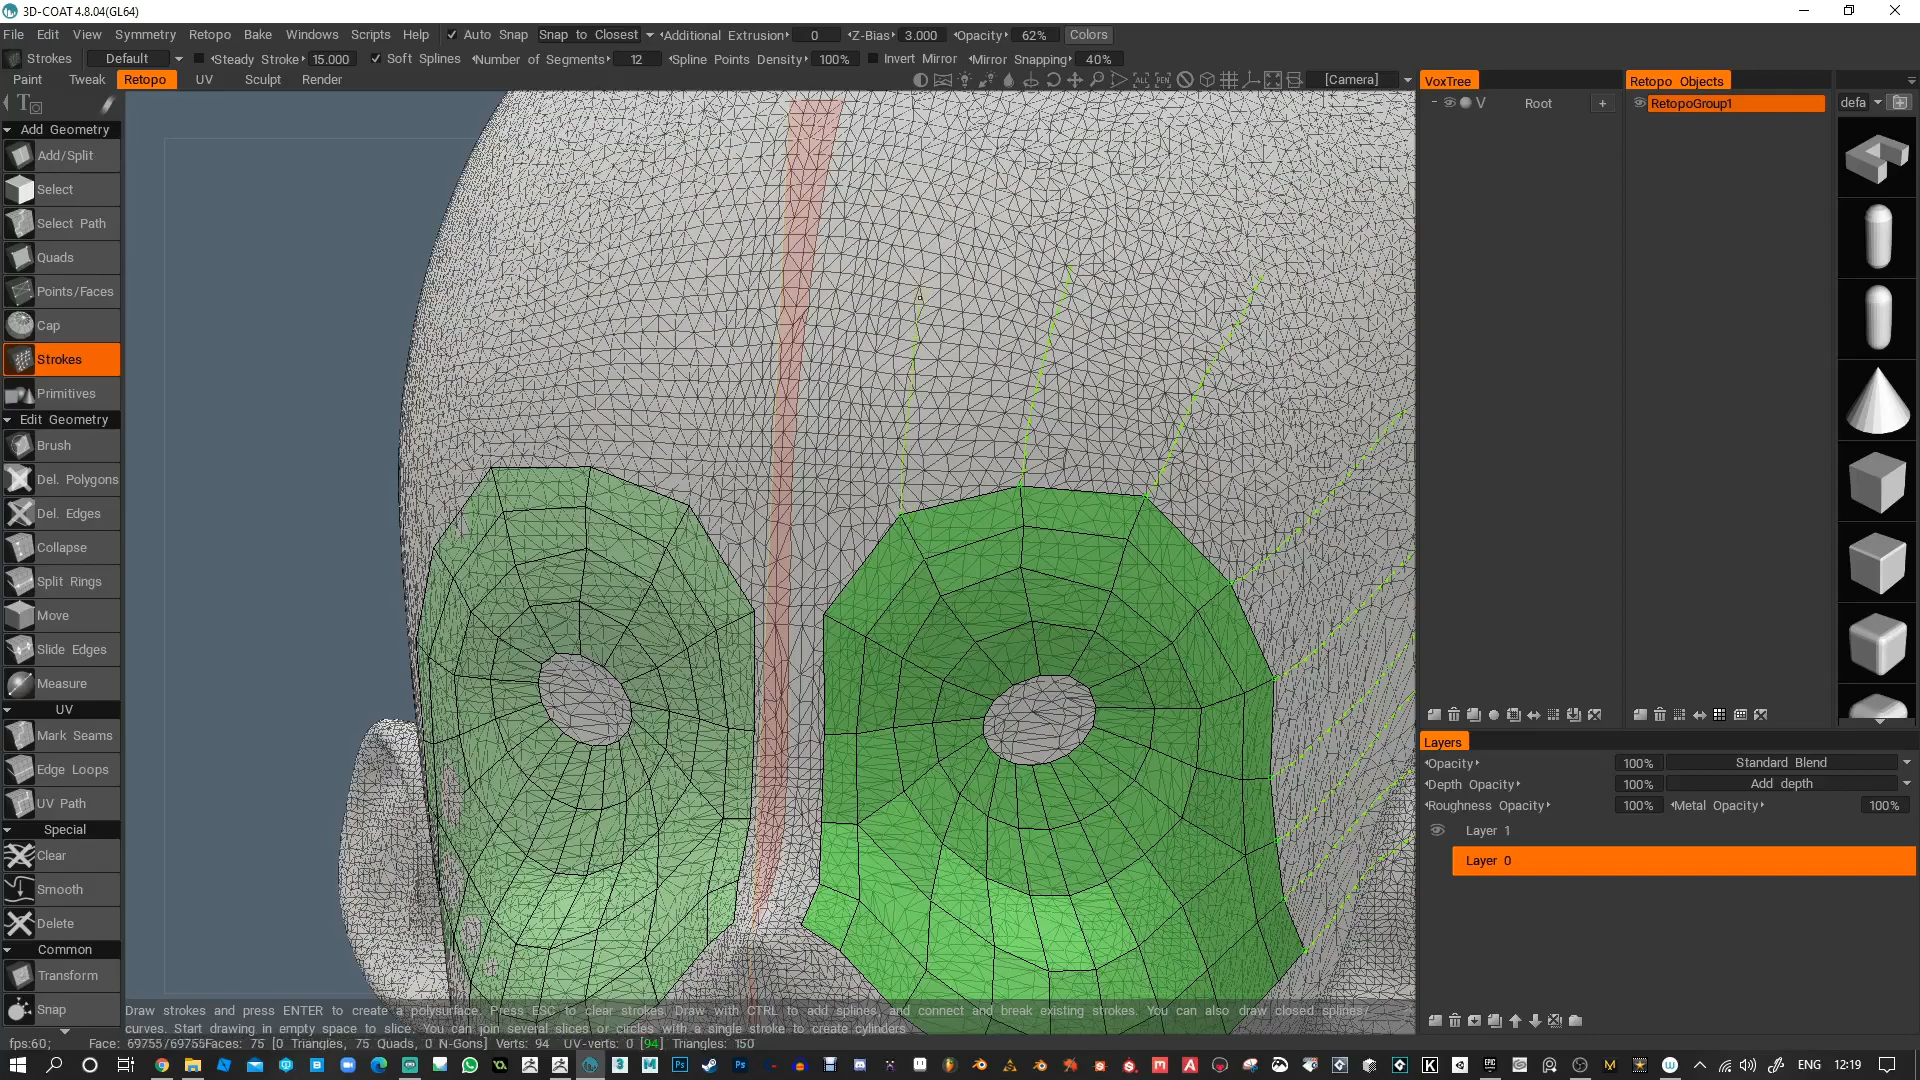 3D-COAT 4.8.04(GL64)
File Edit View Symmetry Retopo Bake Windows Scripts Help Auto Snap Snap to Closest Additional Extrusion 0 Z-Bias 3.000 Opacity 62% Colors
Strokes Default Steady Stroke 15.000 Soft Splines Number of Segments 12 Spline Points Density 100% Invert Mirror Mirror Snapping 40%
Paint Tweak Retopo UV Sculpt Render [Camera] VoxTree Retopo Objects
V Root + RetopoGroup1 defa
Add Geometry
Add/Split
Select
Select Path
Quads
Points/Faces
Cap
Strokes
Primitives
Edit Geometry
Brush
Del. Polygons
Del. Edges
Collapse
Split Rings
Move
Slide Edges
Measure
UV
Mark Seams
Edge Loops
UV Path
Special
Clear
Smooth
Delete
Common
Transform
Snap
Layers
Opacity 100% Standard Blend
Depth Opacity 100% Add depth
Roughness Opacity 100% Metal Opacity 100%
Layer 1
Layer 0
Draw strokes and press ENTER to create a polysurface. Press ESC to clear strokes. Draw with CTRL to add splines, and connect and break existing strokes. You can also draw closed splines/
curves. Start drawing in empty space to slice. You can join several slices or circles with a single stroke to create cylinders
fps:60; Face: 69755/69755Faces: 75 [0 Triangles, 75 Quads, 0 N-Gons] Verts: 94 UV-verts: 0 [94] Triangles: 150
ENG 12:19